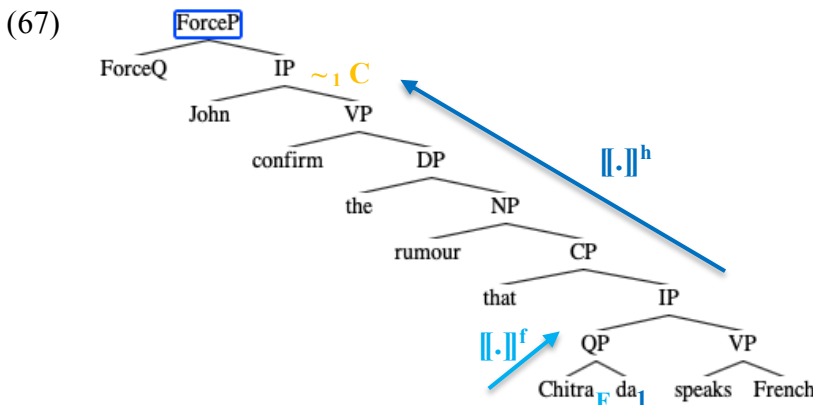 (67)
ForceP
ForceQ IP ~₁ C
John VP
confirm DP
⟦.⟧ʰ
the NP
rumour CP
that IP
⟦.⟧ᶠ QP VP
Chitra_F da₁ speaks French